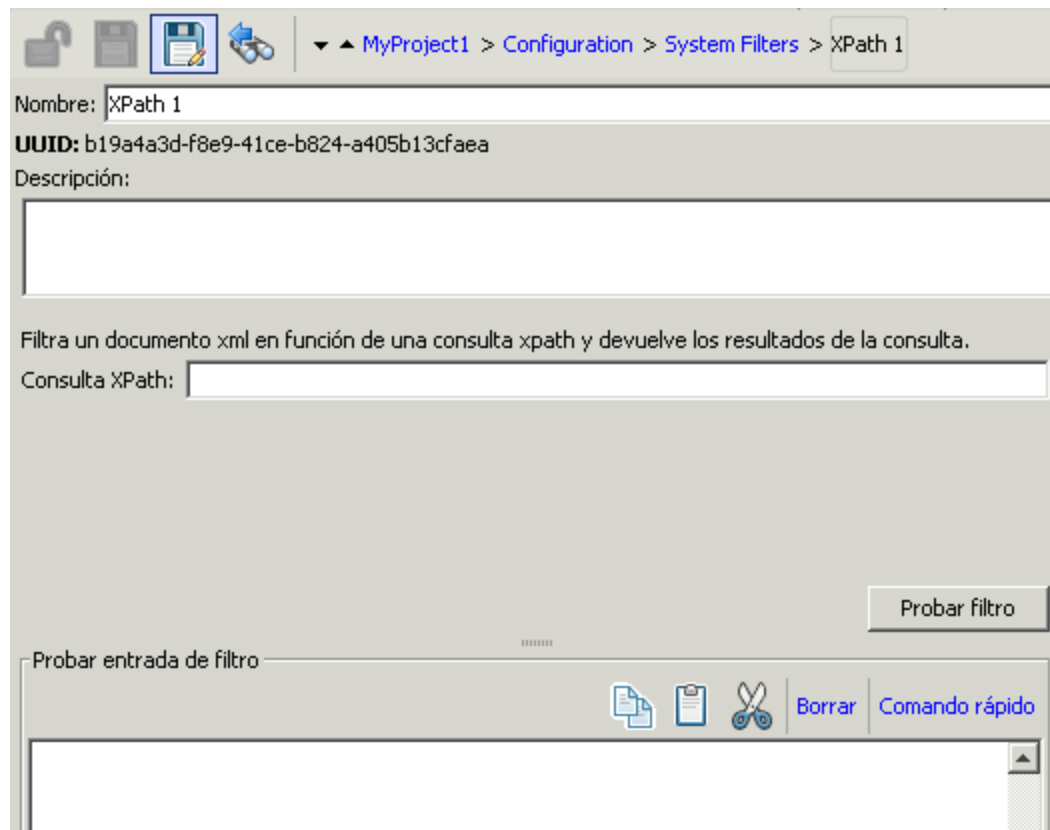 MyProject1 > Configuration > System Filters > XPath 1
Nombre: XPath 1
UUID: b19a4a3d-f8e9-41ce-b824-a405b13cfaea
Descripción:
Filtra un documento xml en función de una consulta xpath y devuelve los resultados de la consulta.
Consulta XPath:
Probar filtro
Probar entrada de filtro
Borrar Comando rápido